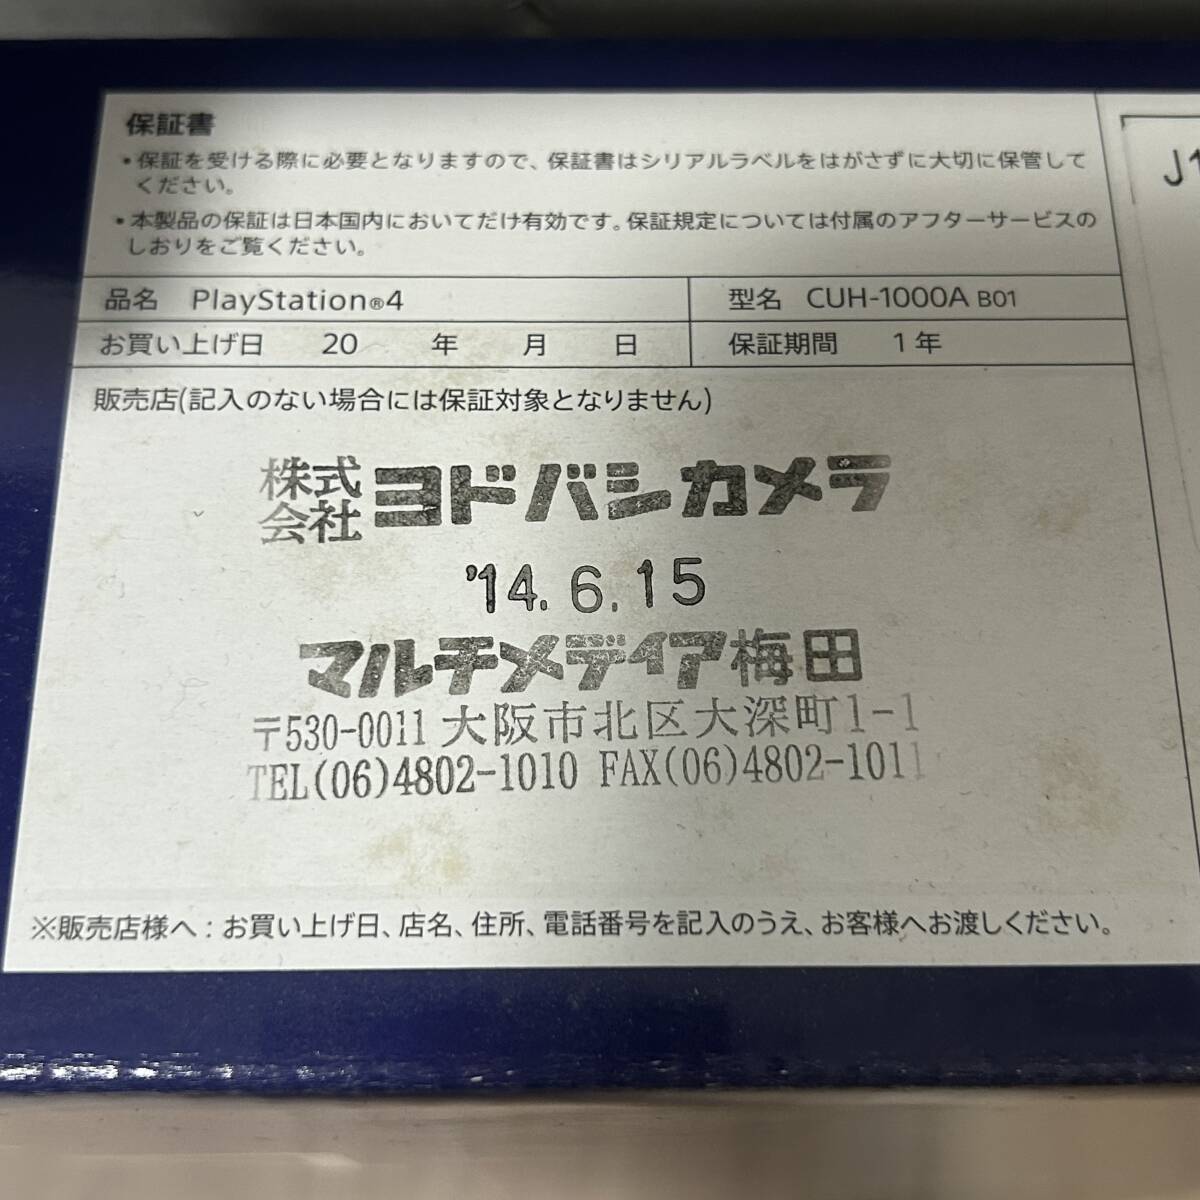 保証書
• 保証を受ける際に必要となりますので、保証書はシリアルラベルをはがさずに大切に保管して
ください。
• 本製品の保証は日本国内においてだけ有効です。保証規定については付属のアフターサービスの
しおりをご覧ください。
品名 PlayStation®4
型名 CUH-1000A B01
お買い上げ日 20 年 月 日
保証期間 1年
販売店(記入のない場合には保証対象となりません)
株式会社 ヨドバシカメラ
'14.6.15
マルチメディア梅田
〒530-0011 大阪市北区大深町1-1
TEL(06)4802-1010 FAX(06)4802-1011
※販売店様へ：お買い上げ日、店名、住所、電話番号を記入のうえ、お客様へお渡しください。